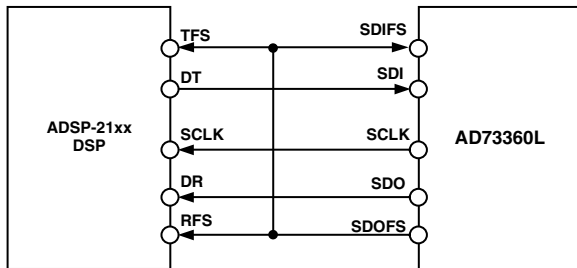 TFS SDIFS
DT SDI
ADSP-21xx
DSP
SCLK SCLK
AD73360L
DR SDO
RFS SDOFS